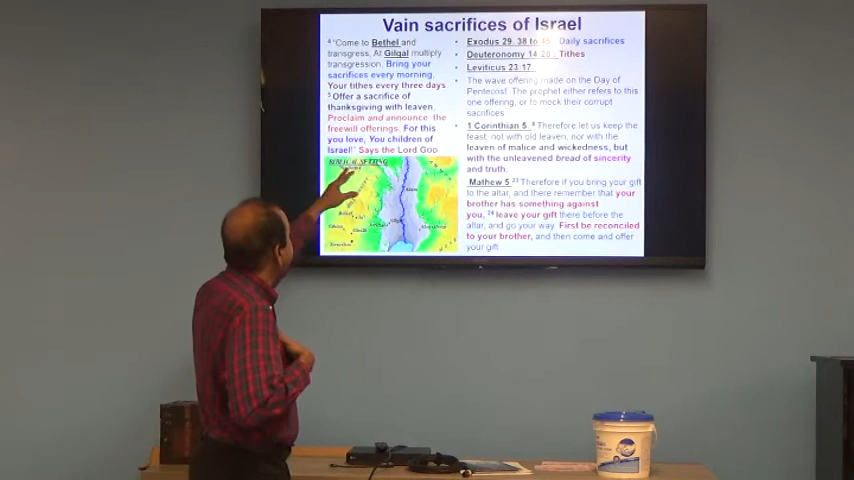 Vain sacrifices of Israel
4 "Come to Bethel and
transgress, At Gilgal multiply
transgression, Bring your
sacrifices every morning,
Your tithes every three days
5 Offer a sacrifice of
thanksgiving with leaven,
Proclaim and announce the
freewill offerings, For this
you love, You children of
Israel!" Says the Lord GOD
BIBLICAL SETTING
• Exodus 29. 38 to Daily sacrifices
• Deuteronomy 14 28 . Tithes
• Leviticus 23:17
• The wave offering made on the Day of
Pentecost. The prophet either refers to this
one offering, or to mock their corrupt
sacrifices
• 1 Corinthian 5. 8 Therefore let us keep the
feast, not with old leaven, nor with the
leaven of malice and wickedness, but
with the unleavened bread of sincerity
and truth.
Mathew 5 23 Therefore if you bring your gift
to the altar, and there remember that your
brother has something against
you, 24 leave your gift there before the
altar, and go your way. First be reconciled
to your brother, and then come and offer
your gift